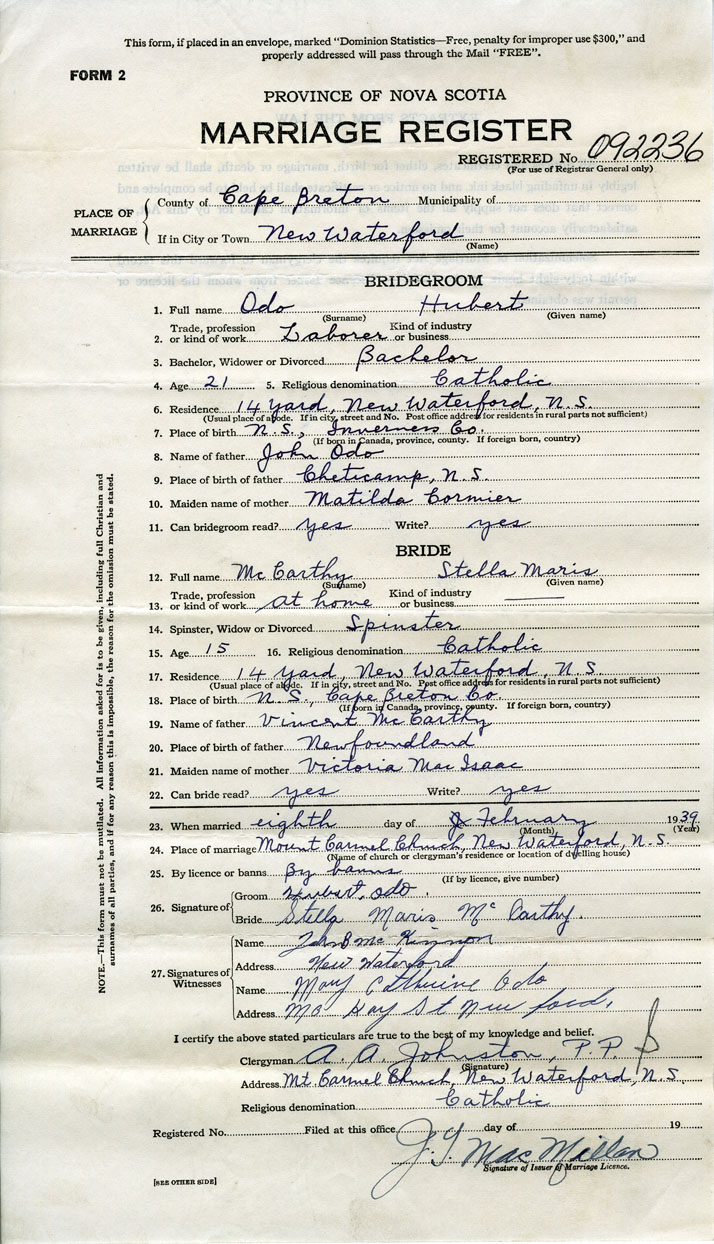 This form, if placed in an envelope, marked “Dominion Statistics—Free, penalty for improper use $300,” and
properly addressed will pass through the Mail “FREE”.
FORM 2
PROVINCE OF NOVA SCOTIA
MARRIAGE REGISTER
REGISTERED No. 092236
(For use of Registrar General only)
PLACE OF MARRIAGE
County of Cape Breton Municipality of
If in City or Town New Waterford
(Name)
BRIDEGROOM
1. Full name Odo Hubert
(Surname) (Given name)
2. Trade, profession or kind of work Laborer Kind of industry or business
3. Bachelor, Widower or Divorced Bachelor
4. Age 21 5. Religious denomination Catholic
6. Residence 14 Yard, New Waterford, N.S.
(Usual place of abode. If in city, street and No. Post office address for residents in rural parts not sufficient)
7. Place of birth N.S., Inverness Co.
(If born in Canada, province, county. If foreign born, country)
8. Name of father John Odo
9. Place of birth of father Cheticamp, N.S.
10. Maiden name of mother Matilda Cormier
11. Can bridegroom read? yes Write? yes
BRIDE
12. Full name McCarthy Stella Maris
(Surname) (Given name)
13. Trade, profession or kind of work at home Kind of industry or business
14. Spinster, Widow or Divorced Spinster
15. Age 15 16. Religious denomination Catholic
17. Residence 14 Yard, New Waterford, N.S
(Usual place of abode. If in city, street and No. Post office address for residents in rural parts not sufficient)
18. Place of birth N.S., Cape Breton Co
(If born in Canada, province, county. If foreign born, country)
19. Name of father Vincent McCarthy
20. Place of birth of father Newfoundland
21. Maiden name of mother Victoria MacIsaac
22. Can bride read? yes Write? yes
23. When married eighth day of February 1939
(Month) (Year)
24. Place of marriage Mount Carmel Church, New Waterford, N.S.
(Name of church or clergyman's residence or location of dwelling house)
25. By licence or banns By banns
(If by licence, give number)
26. Signature of
Groom Hubert, Odo.
Bride Stella Maris McCarthy.
27. Signatures of Witnesses
Name John B McKinnon
Address New Waterford
Name Mary Catherine Odo
Address McKay St New ford,
I certify the above stated particulars are true to the best of my knowledge and belief.
Clergyman A. A. Johnston, P.P.
(Signature)
Address Mt Carmel Church, New Waterford, N.S.
Religious denomination Catholic
Registered No. Filed at this office day of 19
MacMillan
Signature of Issuer of Marriage Licence.
[SEE OTHER SIDE]
NOTE.—This form must not be mutilated. All information asked for is to be given, including full Christian and
surnames of all parties, and if for any reason this is impossible, the reason for the omission must be stated.